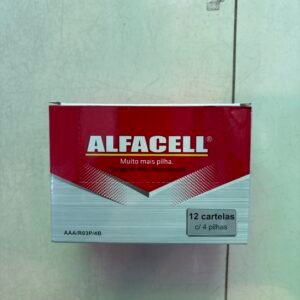 ALFACELL®
Muito mais pilha.
12 cartelas
c/ 4 pilhas
AAA/R03P/4B